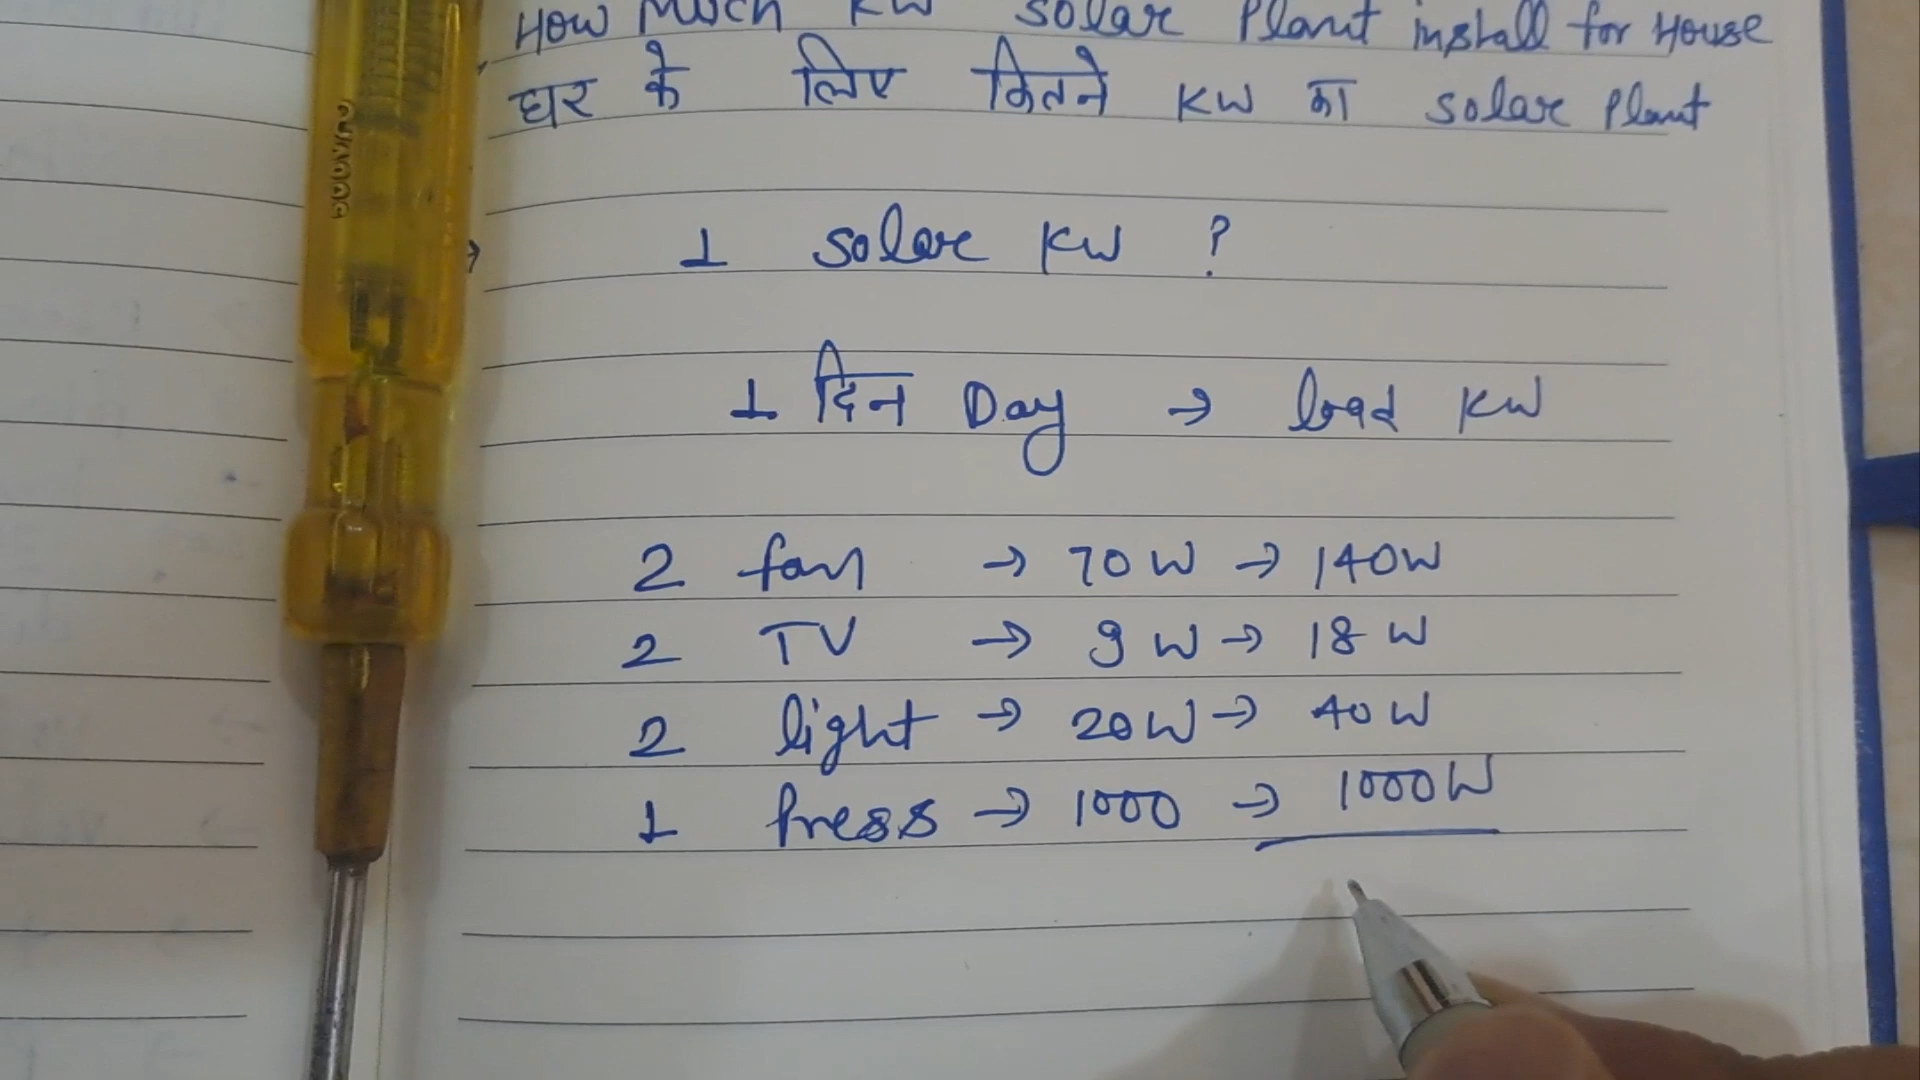 How Much KW Solar Plant install for House
घर के लिए कितने KW का Solar Plant
1 Solar KW ?
1 दिन Day → load KW
2 fan → 70W → 140W
2 TV → 9W → 18W
2 light → 20W → 40W
1 Press → 1000 → 1000W